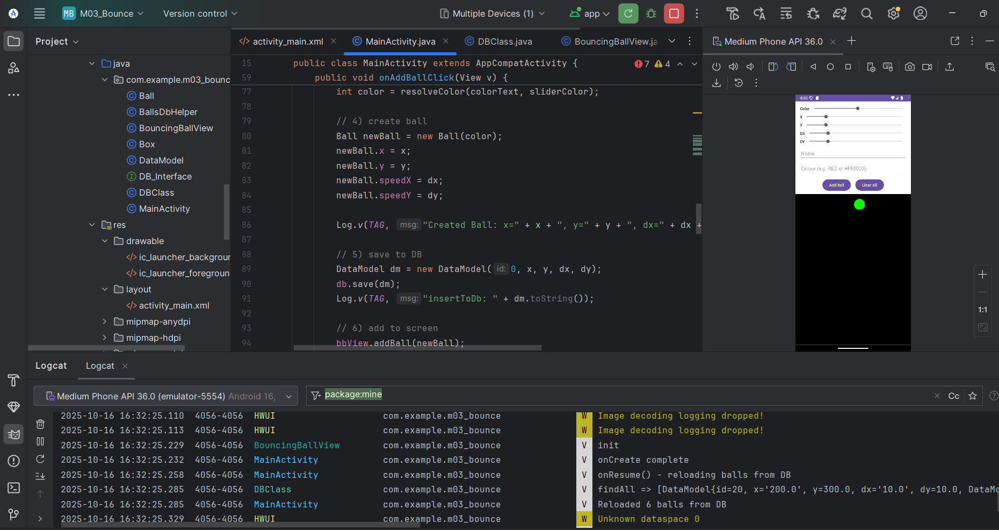 MB M03_Bounce Version control Multiple Devices (1) app
Project
java
com.example.m03_bounc
Ball
BallsDbHelper
BouncingBallView
Box
DataModel
DB_Interface
DBClass
MainActivity
res
drawable
ic_launcher_backgrour
ic_launcher_foregroun
layout
activity_main.xml
mipmap-anydpi
mipmap-hdpi
activity_main.xml MainActivity.java DBClass.java BouncingBallView.ja
7 4
15 public class MainActivity extends AppCompatActivity {
59 public void onAddBallClick(View v) {
77 int color = resolveColor(colorText, sliderColor);
78
79 // 4) create ball
80 Ball newBall = new Ball(color);
81 newBall.x = x;
82 newBall.y = y;
83 newBall.speedX = dx;
84 newBall.speedY = dy;
85
86 Log.v(TAG, msg: "Created Ball: x=" + x + ", y=" + y + ", dx=" + dx +
87
88 // 5) save to DB
89 DataModel dm = new DataModel( id: 0, x, y, dx, dy);
90 db.save(dm);
91 Log.v(TAG, msg: "insertToDb: " + dm.toString());
92
93 // 6) add to screen
94 bbView.addBall(newBall);
Medium Phone API 36.0
4:35
Color
X
Y
DX
DY
Name
Colour (e.g. RED or #FF0000)
Add Ball Clear All
1:1
Logcat Logcat
Medium Phone API 36.0 (emulator-5554) Android 16, package:mine Cc
2025-10-16 16:32:25.110 4056-4056 HWUI com.example.m03_bounce W Image decoding logging dropped!
2025-10-16 16:32:25.113 4056-4056 HWUI com.example.m03_bounce W Image decoding logging dropped!
2025-10-16 16:32:25.229 4056-4056 BouncingBallView com.example.m03_bounce V init
2025-10-16 16:32:25.232 4056-4056 MainActivity com.example.m03_bounce V onCreate complete
2025-10-16 16:32:25.258 4056-4056 MainActivity com.example.m03_bounce V onResume() - reloading balls from DB
2025-10-16 16:32:25.285 4056-4056 DBClass com.example.m03_bounce V findAll => [DataModel{id=20, x='200.0', y=300.0, dx='10.0', dy=10.0, DataMo
2025-10-16 16:32:25.285 4056-4056 MainActivity com.example.m03_bounce V Reloaded 6 balls from DB
2025-10-16 16:32:25.329 4056-4056 HWUI com.example.m03_bounce W Unknown dataspace 0